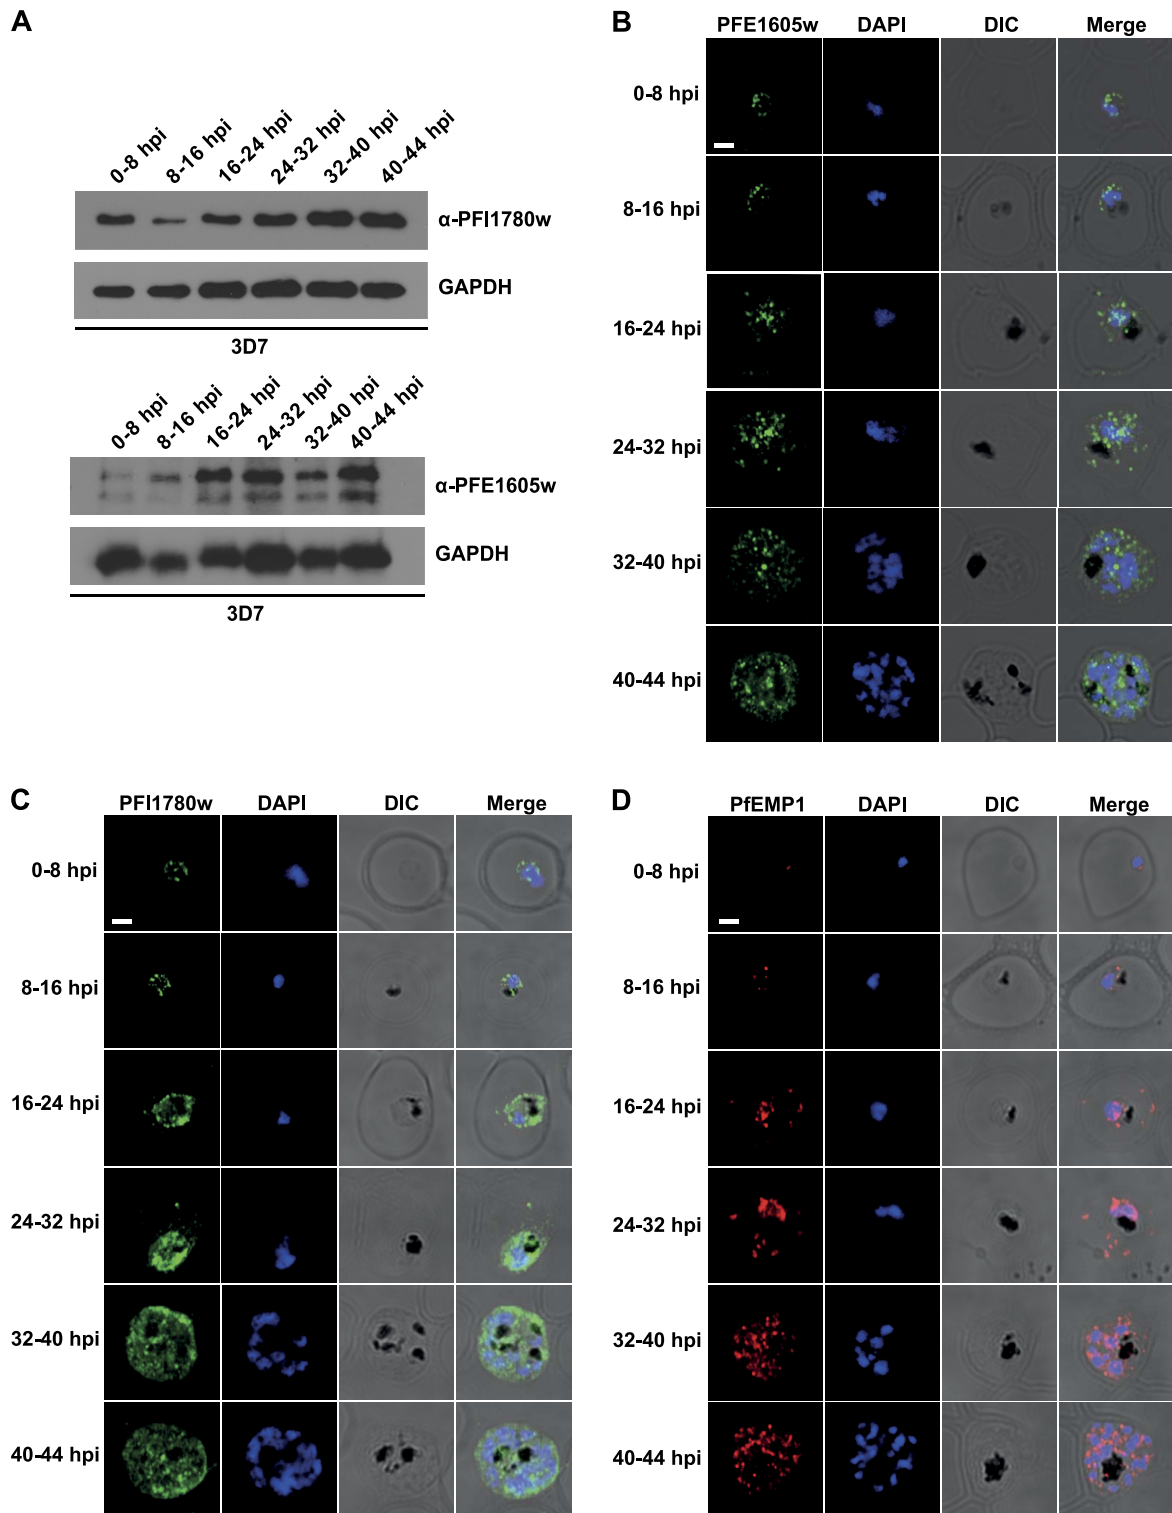 A
0-8 hpi
8-16 hpi
16-24 hpi
24-32 hpi
32-40 hpi
40-44 hpi
α-PFI1780w
GAPDH
3D7
0-8 hpi
8-16 hpi
16-24 hpi
24-32 hpi
32-40 hpi
40-44 hpi
α-PFE1605w
GAPDH
3D7
B
PFE1605w DAPI DIC Merge
0-8 hpi
8-16 hpi
16-24 hpi
24-32 hpi
32-40 hpi
40-44 hpi
C
PFI1780w DAPI DIC Merge
0-8 hpi
8-16 hpi
16-24 hpi
24-32 hpi
32-40 hpi
40-44 hpi
D
PfEMP1 DAPI DIC Merge
0-8 hpi
8-16 hpi
16-24 hpi
24-32 hpi
32-40 hpi
40-44 hpi